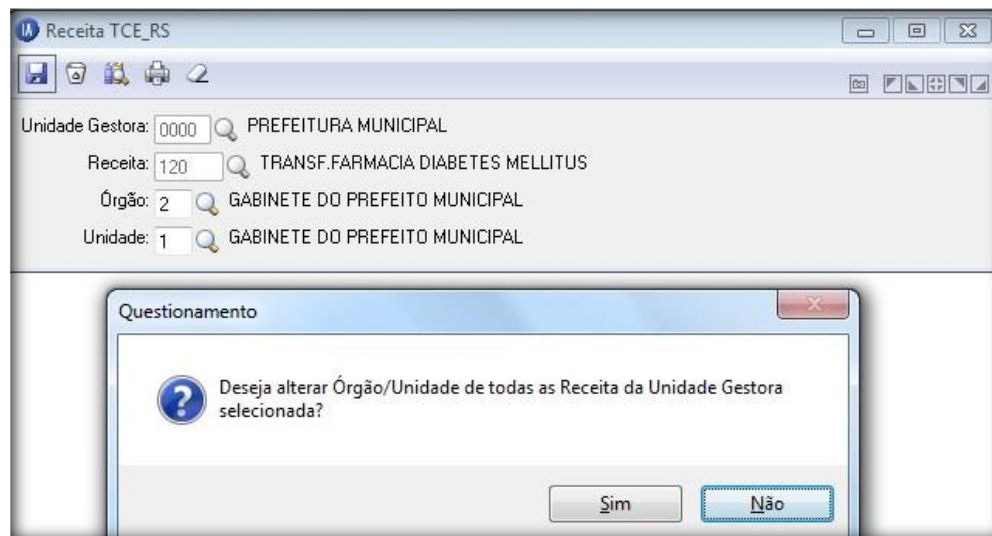 Receita TCE_RS
Unidade Gestora: 0000 PREFEITURA MUNICIPAL
Receita: 120 TRANSF.FARMACIA DIABETES MELLITUS
Órgão: 2 GABINETE DO PREFEITO MUNICIPAL
Unidade: 1 GABINETE DO PREFEITO MUNICIPAL
Questionamento
Deseja alterar Órgão/Unidade de todas as Receita da Unidade Gestora
selecionada?
Sim Não